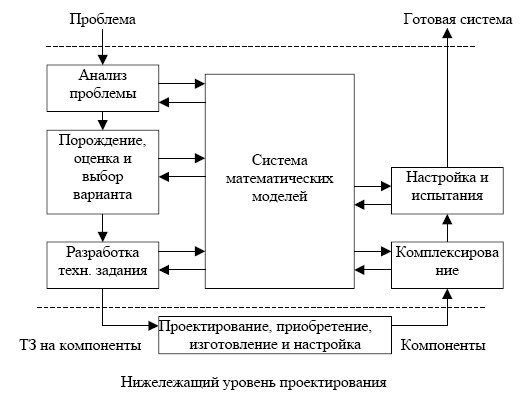 Проблема
Готовая система
Анализ
проблемы
Порождение,
оценка и
выбор
варианта
Система
математических
моделей
Настройка и
испытания
Разработка
техн. задания
Комплексирова
ние
Проектирование, приобретение,
изготовление и настройка
ТЗ на компоненты
Компоненты
Нижележащий уровень проектирования